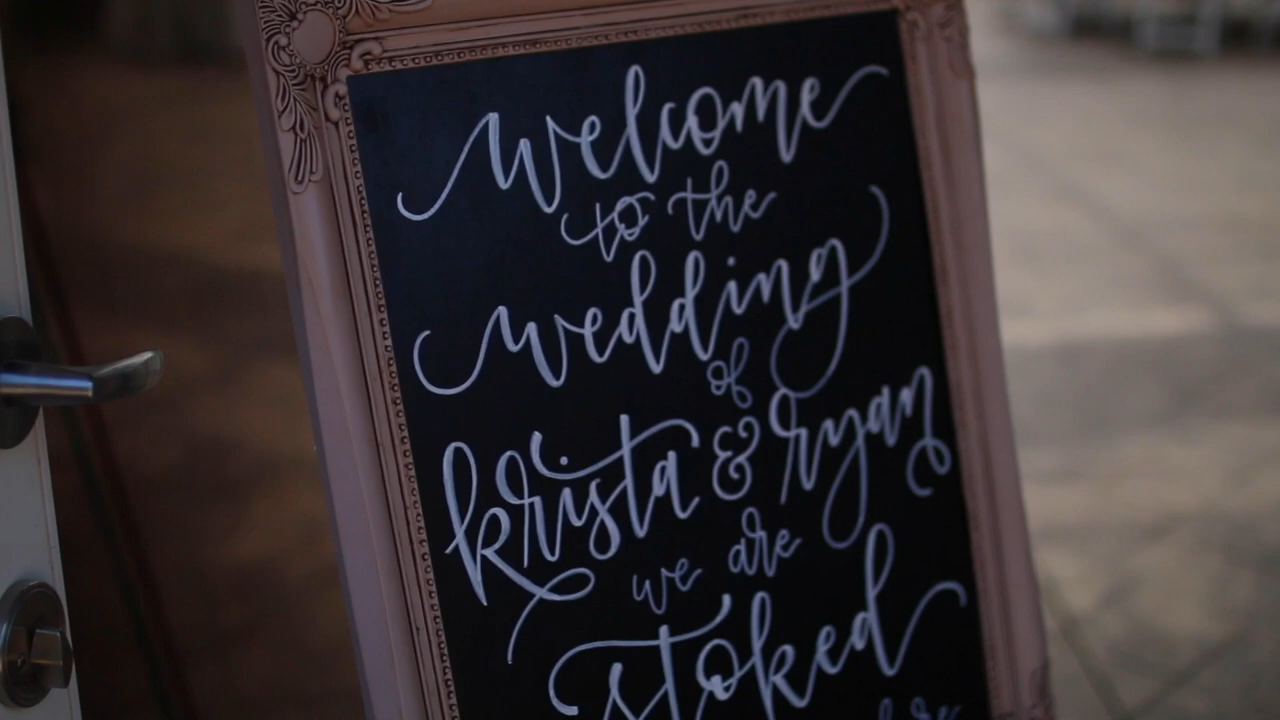 welcome
to the
wedding
of
krista & ryan
we are
stoked